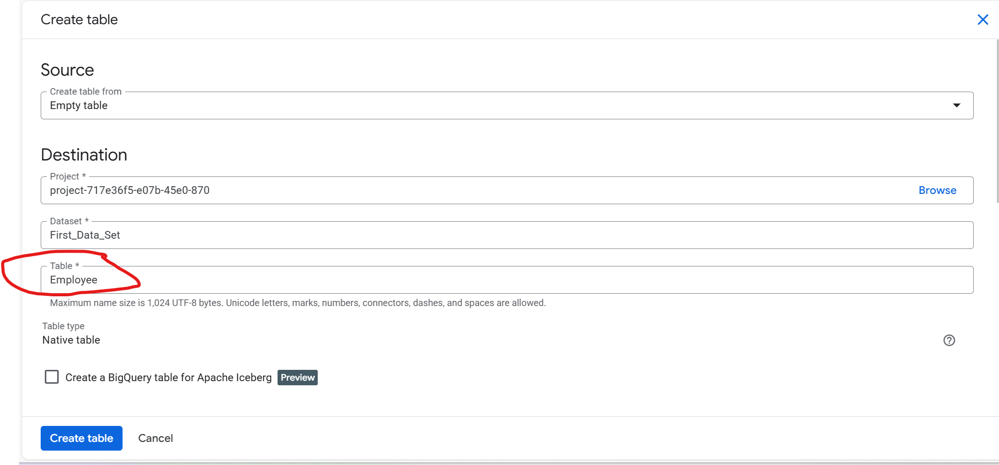 Create table
Source
Create table from
Empty table
Destination
Project *
project-717e36f5-e07b-45e0-870
Browse
Dataset *
First_Data_Set
Table *
Employee
Maximum name size is 1,024 UTF-8 bytes. Unicode letters, marks, numbers, connectors, dashes, and spaces are allowed.
Table type
Native table
Create a BigQuery table for Apache Iceberg Preview
Create table Cancel